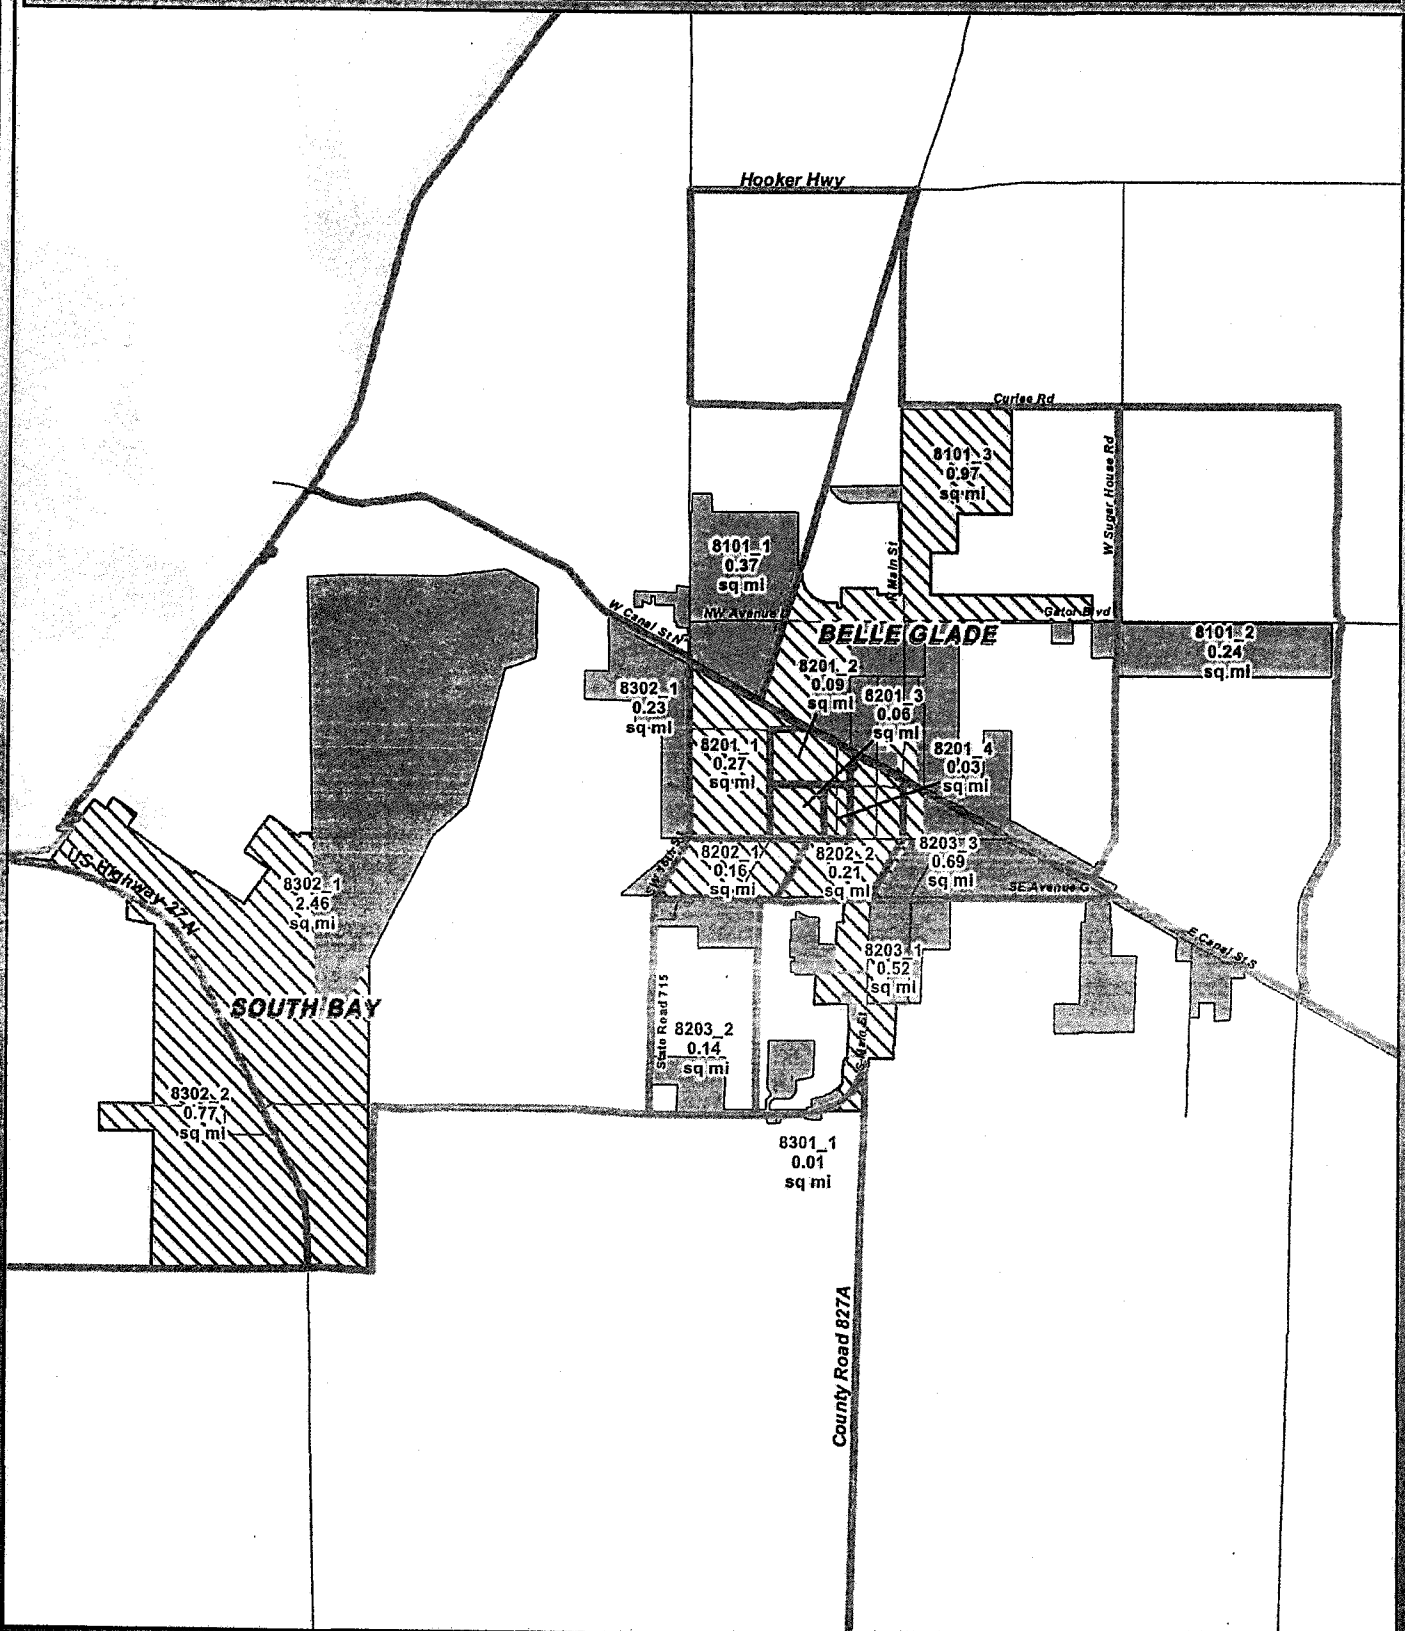 Hooker Hwy
Curlee Rd
8101_3
0.97
sq mi
W Sugar House Rd
8101_1
0.37
sq mi
N Main St
W Canal St N
NW Avenue
Gator Blvd
BELLE GLADE
8101_2
0.24
sq mi
8201_2
0.09
sq mi
8302_1
0.23
sq mi
8201_3
0.06
sq mi
8201_1
0.27
sq mi
8201_4
0.03
sq mi
8202_1
0.16
sq mi
8202_2
0.21
sq mi
8203_3
0.69
sq mi
SW 16th St
SE Avenue G
US Highway 27 N
8302_1
2.46
sq mi
E Canal St S
8203_1
0.52
sq mi
SOUTH BAY
State Road 715
8203_2
0.14
sq mi
S Main St
8302_2
0.77
sq mi
8301_1
0.01
sq mi
County Road 827A